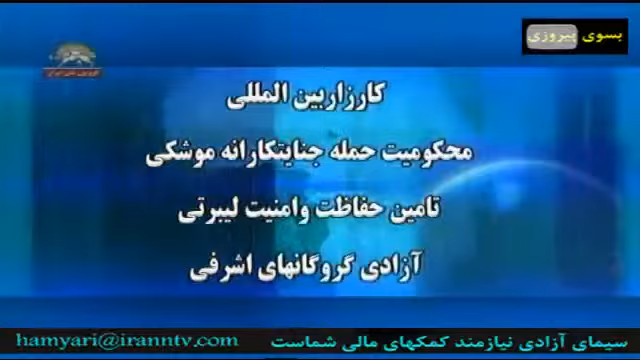 بسوی پیروزی
کارزار بین المللی
محکومیت حمله جنایتکارانه موشکی
تامین حفاظت وامنیت لیبرتی
آزادی گروگانهای اشرفی
سیمای آزادی نیازمند کمکهای مالی شماست hamyari@iranntv.com